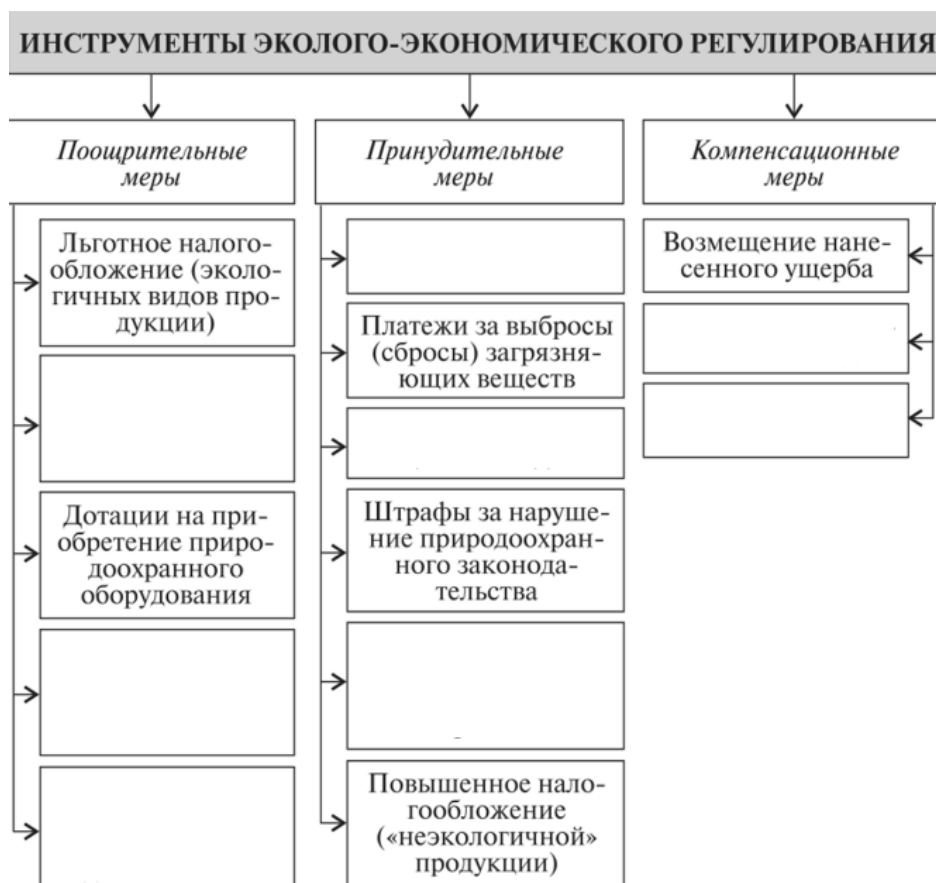 ИНСТРУМЕНТЫ ЭКОЛОГО-ЭКОНОМИЧЕСКОГО РЕГУЛИРОВАНИЯ
Поощрительные
меры
Льготное налого-
обложение (эколо-
гичных видов про-
дукции)
Дотации на при-
обретение приро-
доохранного
оборудования
Принудительные
меры
Платежи за выбросы
(сбросы) загрязня-
ющих веществ
Штрафы за наруше-
ние природоохран-
ного законода-
тельства
Повышенное нало-
гообложение
(«неэкологичной»
продукции)
Компенсационные
меры
Возмещение нане-
сенного ущерба